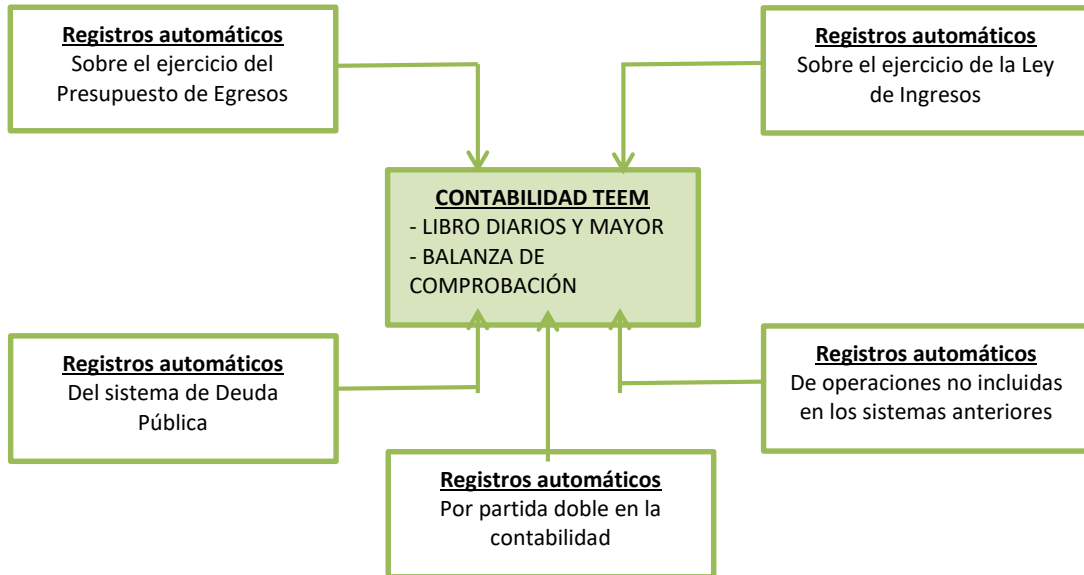 Registros automáticos
Sobre el ejercicio del
Presupuesto de Egresos
Registros automáticos
Sobre el ejercicio de la Ley
de Ingresos
CONTABILIDAD TEEM
- LIBRO DIARIOS Y MAYOR
- BALANZA DE
COMPROBACIÓN
Registros automáticos
Del sistema de Deuda
Pública
Registros automáticos
De operaciones no incluidas
en los sistemas anteriores
Registros automáticos
Por partida doble en la
contabilidad